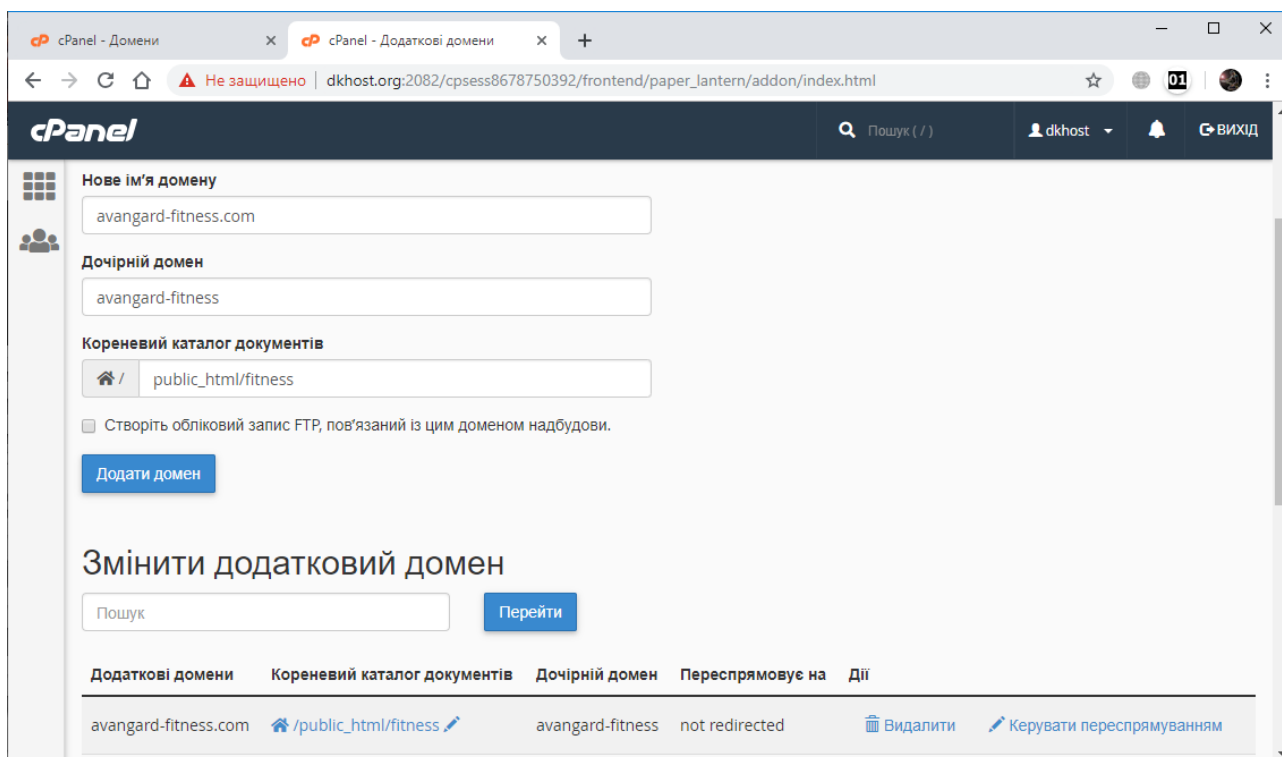 cPanel - Домени
cPanel - Додаткові домени
Не защищено | dkhost.org:2082/cpsess8678750392/frontend/paper_lantern/addon/index.html
01
cPanel
Пошук ( / )
dkhost
ВИХІД
Нове ім'я домену
avangard-fitness.com
Дочірній домен
avangard-fitness
Кореневий каталог документів
/ public_html/fitness
Створіть обліковий запис FTP, пов'язаний із цим доменом надбудови.
Додати домен
Змінити додатковий домен
Пошук
Перейти
Додаткові домени Кореневий каталог документів Дочірній домен Переспрямовує на Дії
avangard-fitness.com /public_html/fitness avangard-fitness not redirected Видалити Керувати переспрямуванням